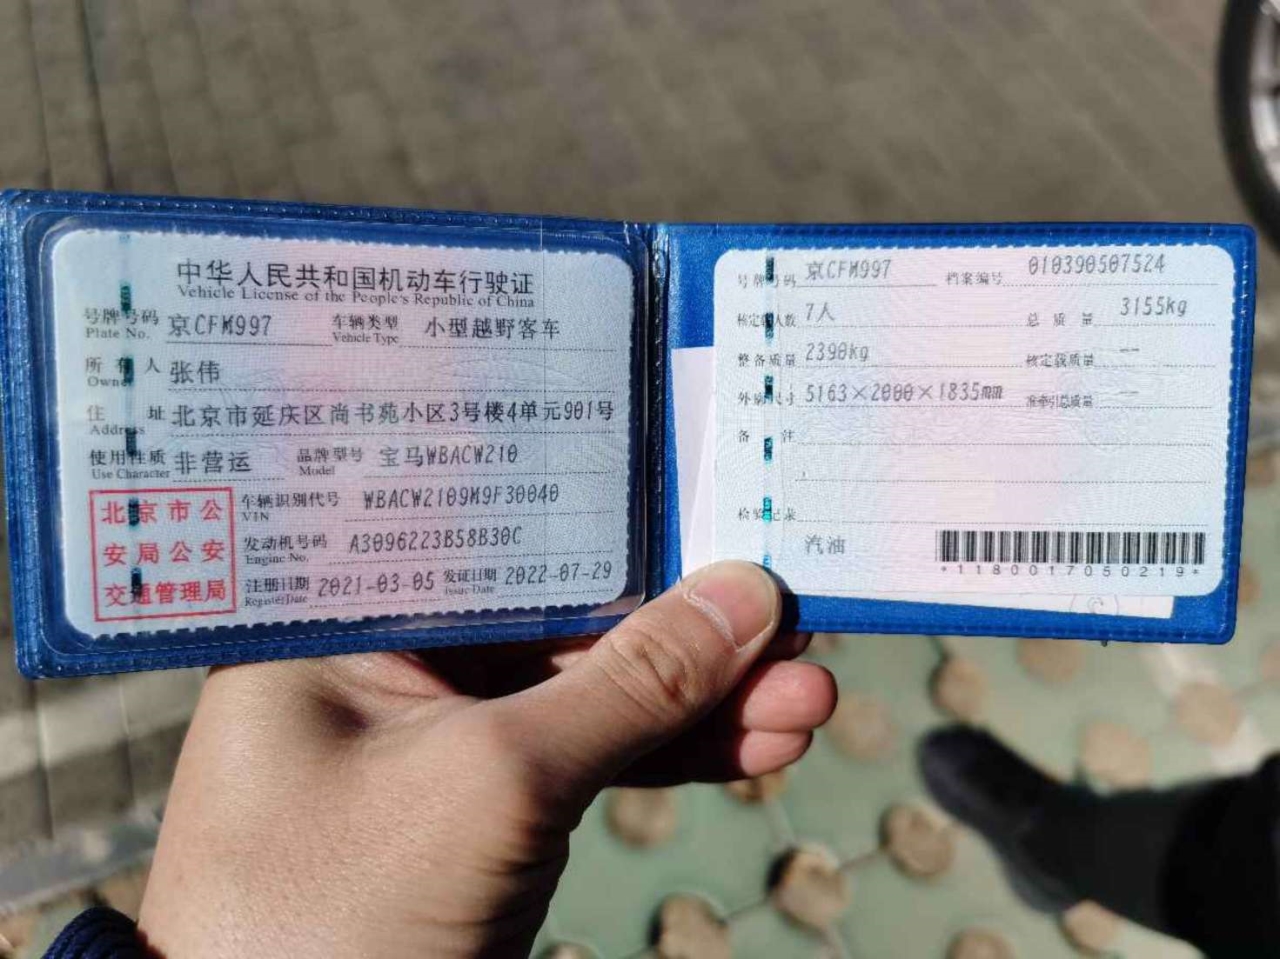 中华人民共和国机动车行驶证
Vehicle License of the People's Republic of China
号牌号码 京CFM997 车辆类型 小型越野客车
Plate No. Vehicle Type
所有人 张伟
Owner
住址 北京市延庆区尚书苑小区3号楼4单元901号
Address
使用性质 非营运 品牌型号 宝马WBACW210
Use Character Model
车辆识别代号 WBACW2109M9F30040
VIN
发动机号码 A3096223B58B30C
Engine No.
注册日期 2021-03-05 发证日期 2022-07-29
Register Date Issue Date
北京市公
安局公安
交通管理局
号牌号码 京CFM997 档案编号 010390507524
核定载人数 7人 总质量 3155kg
整备质量 2390kg 核定载质量 --
外廓尺寸 5163×2000×1835mm 准牵引总质量 --
备注
检验记录
汽油
*1180017050219*